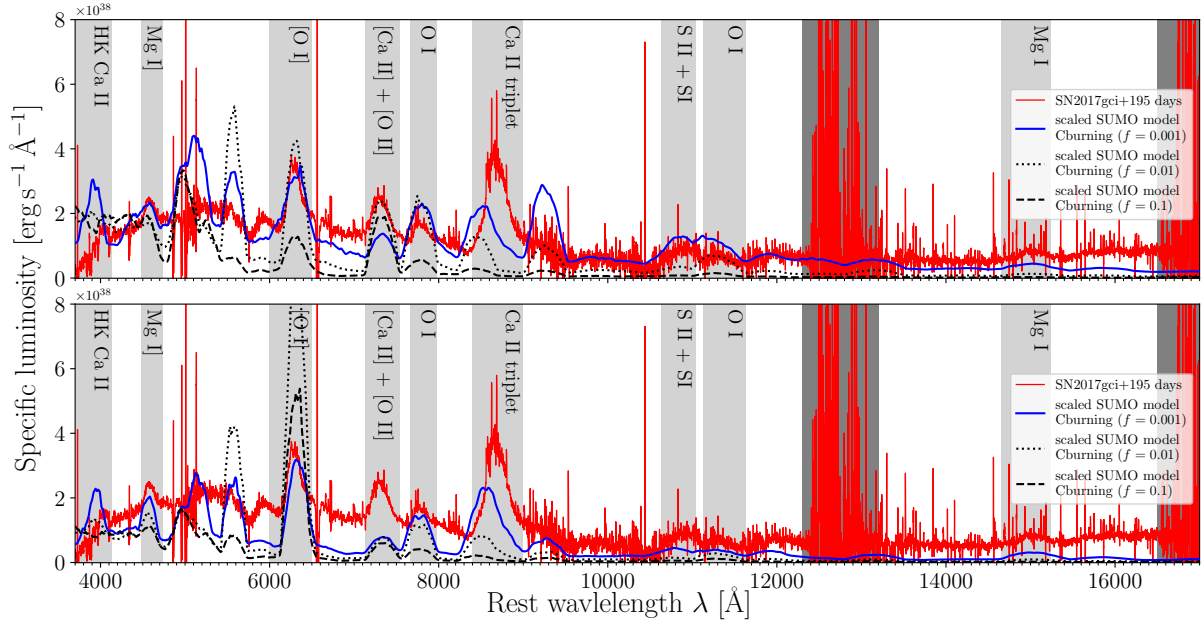 ×10³⁸
8
6
4
2
0
HK Ca II
Mg I]
[O I]
[Ca II] + [O II]
O I
Ca II triplet
S II + SI
O I
Mg I
SN2017gci+195 days
scaled SUMO model
Cburning (f = 0.001)
scaled SUMO model
Cburning (f = 0.01)
scaled SUMO model
Cburning (f = 0.1)
Specific luminosity [erg s⁻¹ Å⁻¹]
×10³⁸
8
6
4
2
0
HK Ca II
Mg I]
[O I]
[Ca II] + [O II]
O I
Ca II triplet
S II + SI
O I
Mg I
SN2017gci+195 days
scaled SUMO model
Cburning (f = 0.001)
scaled SUMO model
Cburning (f = 0.01)
scaled SUMO model
Cburning (f = 0.1)
4000 6000 8000 10000 12000 14000 16000
Rest wavlelength λ [Å]